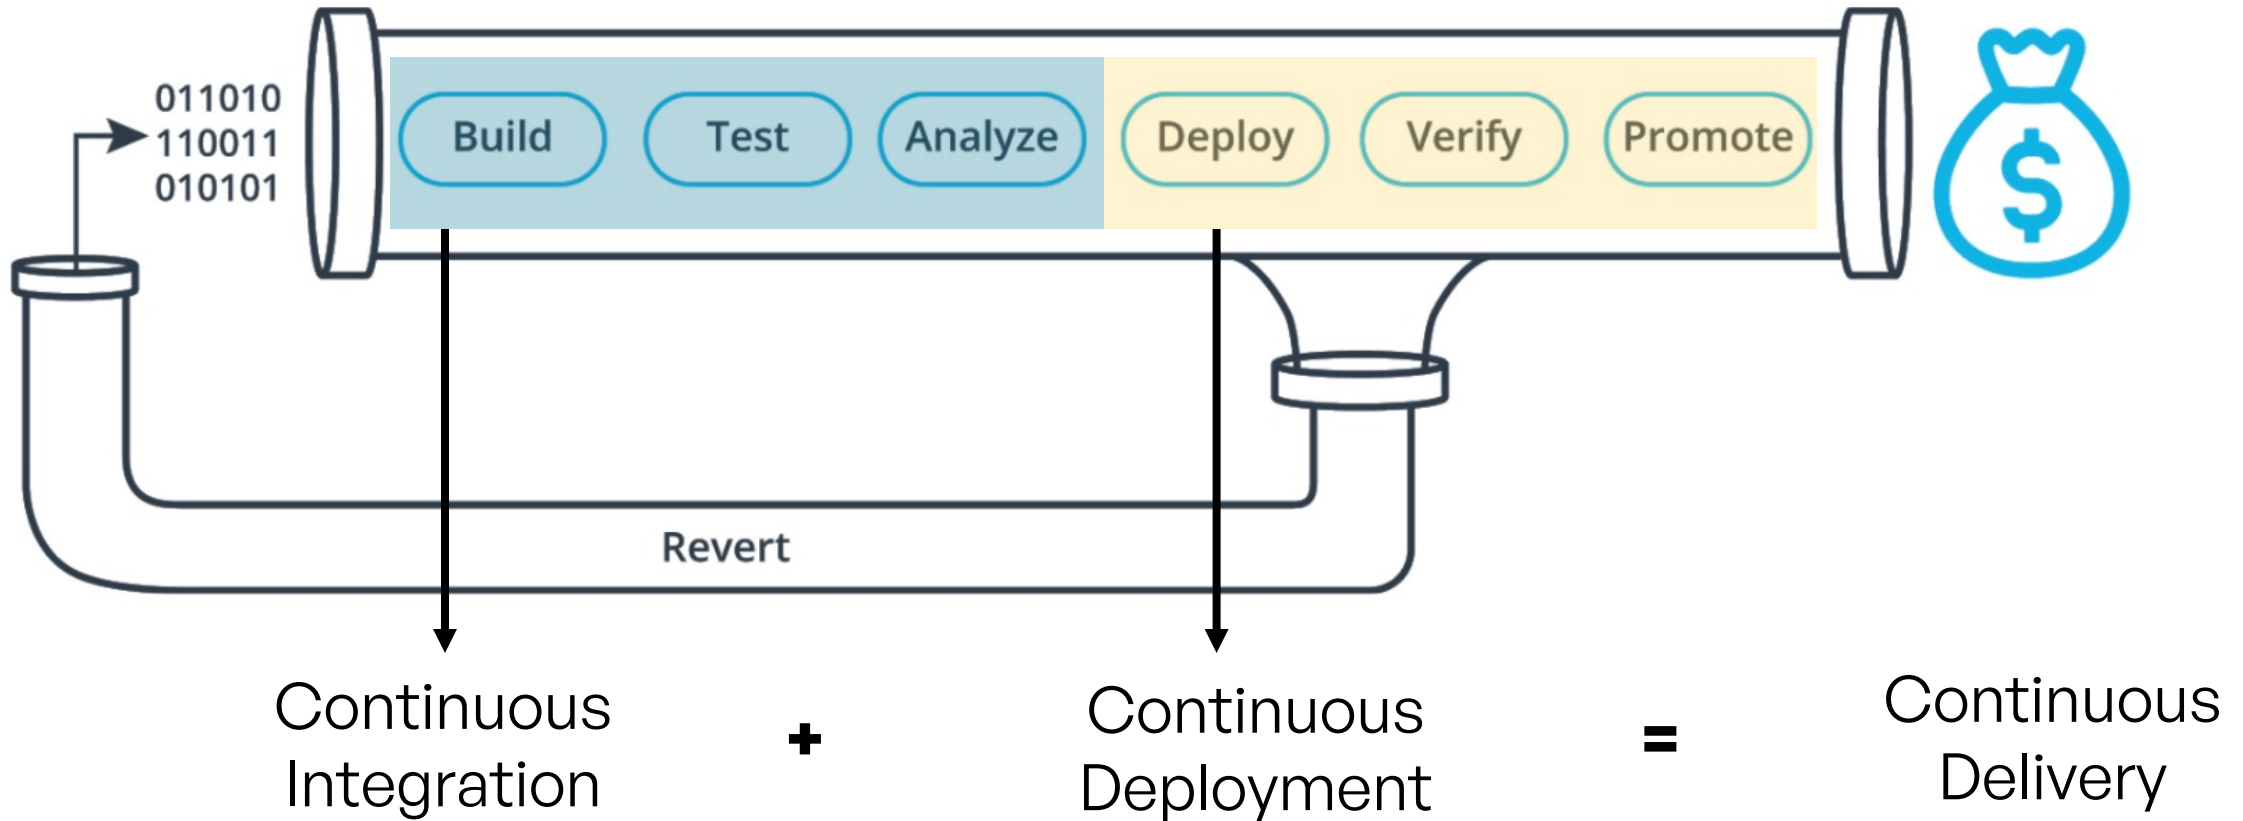 011010
110011
010101
Build
Test
Analyze
Deploy
Verify
Promote
$
Revert
Continuous
Integration
+
Continuous
Deployment
=
Continuous
Delivery